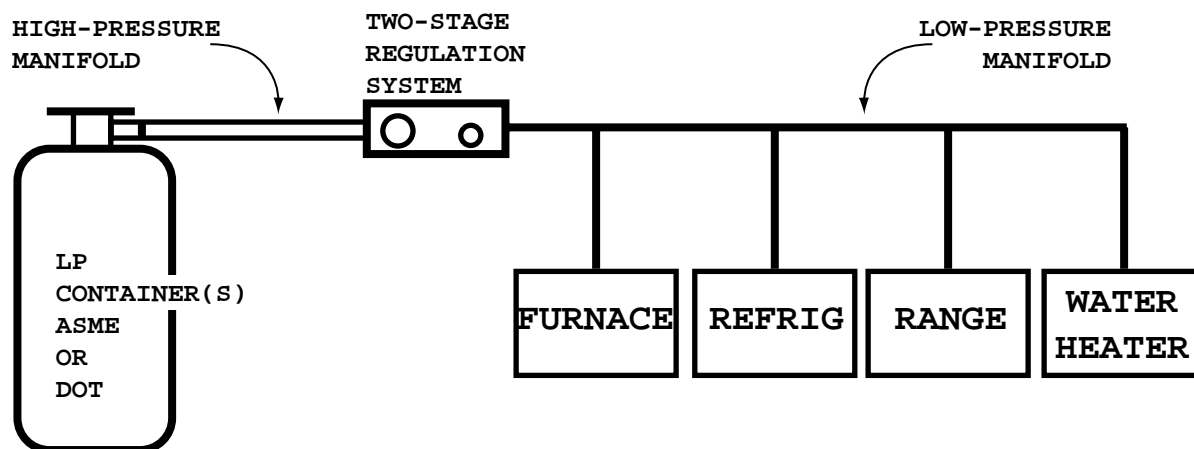 HIGH-PRESSURE
MANIFOLD
TWO-STAGE
REGULATION
SYSTEM
LOW-PRESSURE
MANIFOLD
LP
CONTAINER(S)
ASME
OR
DOT
FURNACE
REFRIG
RANGE
WATER
HEATER